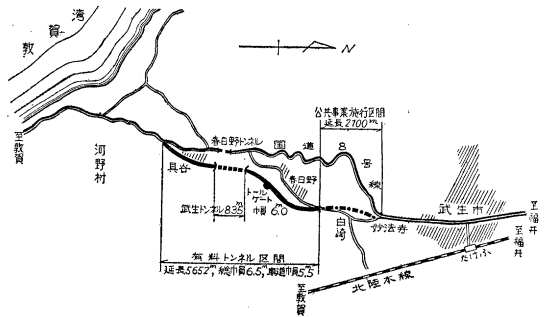 敦賀湾
N
公共事業施行区間
延長2100m
至敦賀
河野村
春日野トンネル
国道8号線
具谷
春日野
武生トンネル835m
トールゲート
巾員6.0m
白崎
妙法寺
武生市
至福井
至福井
たけふ
有料トンネル区間
延長5652m,総巾員6.5m,車道巾員5.5m
至敦賀
北陸本線